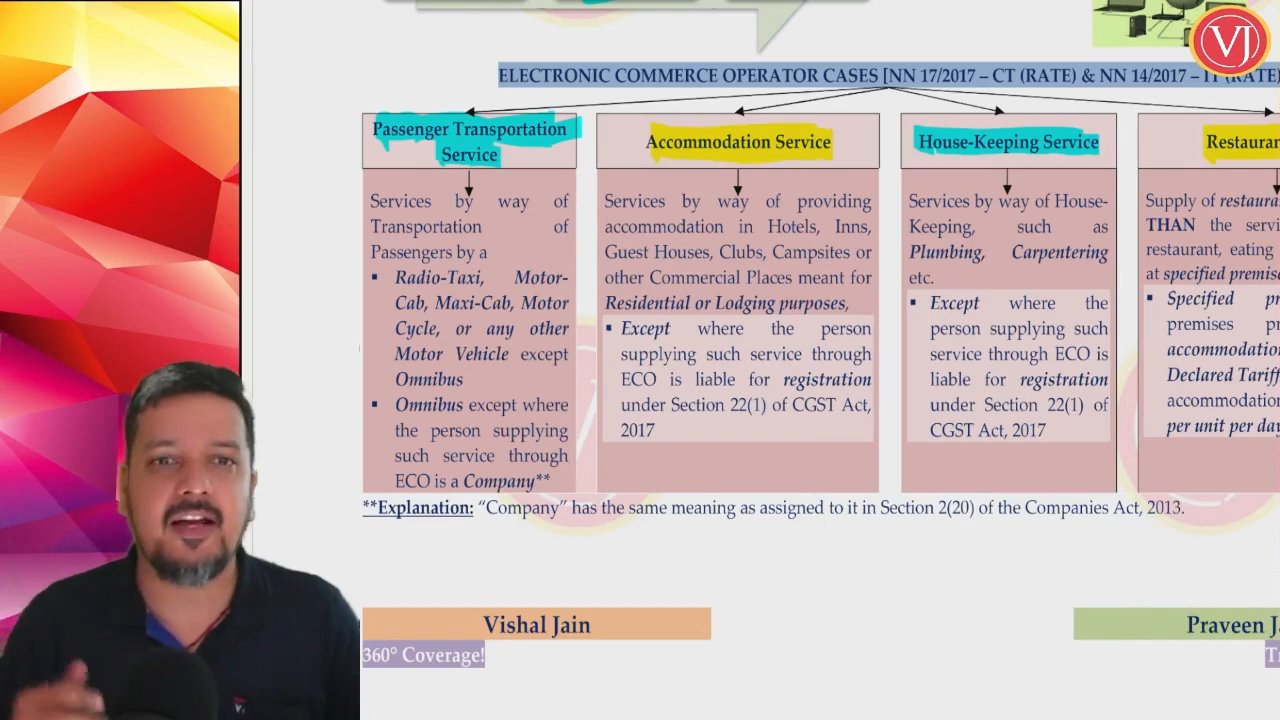 VJ
ELECTRONIC COMMERCE OPERATOR CASES [NN 17/2017 – CT (RATE) & NN 14/2017 – IT (RATE)
Passenger Transportation
Service
Services by way of
Transportation of
Passengers by a
▪ Radio-Taxi, Motor-
Cab, Maxi-Cab, Motor
Cycle, or any other
Motor Vehicle except
Omnibus
▪ Omnibus except where
the person supplying
such service through
ECO is a Company**
Accommodation Service
Services by way of providing
accommodation in Hotels, Inns,
Guest Houses, Clubs, Campsites or
other Commercial Places meant for
Residential or Lodging purposes,
▪ Except where the person
supplying such service through
ECO is liable for registration
under Section 22(1) of CGST Act,
2017
House-Keeping Service
Services by way of House-
Keeping, such as
Plumbing, Carpentering
etc.
▪ Except where the
person supplying such
service through ECO is
liable for registration
under Section 22(1) of
CGST Act, 2017
Restauran
Supply of restaura
THAN the servi
restaurant, eating
at specified premise
▪ Specified pr
premises pr
accommodation
Declared Tariff
accommodation
per unit per day
**Explanation: “Company” has the same meaning as assigned to it in Section 2(20) of the Companies Act, 2013.
Vishal Jain
Praveen Ja
360° Coverage!